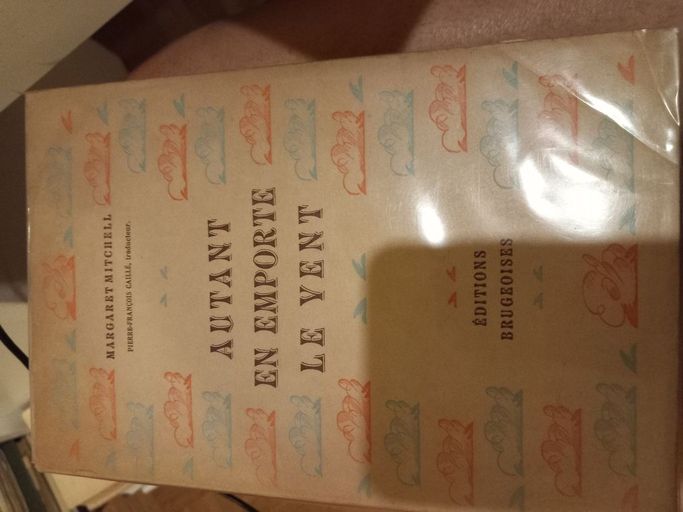 MARGARET MITCHELL
PIERRE-FRANÇOIS CAILLÉ, traducteur.
AUTANT
EN EMPORTE
LE VENT
ÉDITIONS
BRUGEOISES